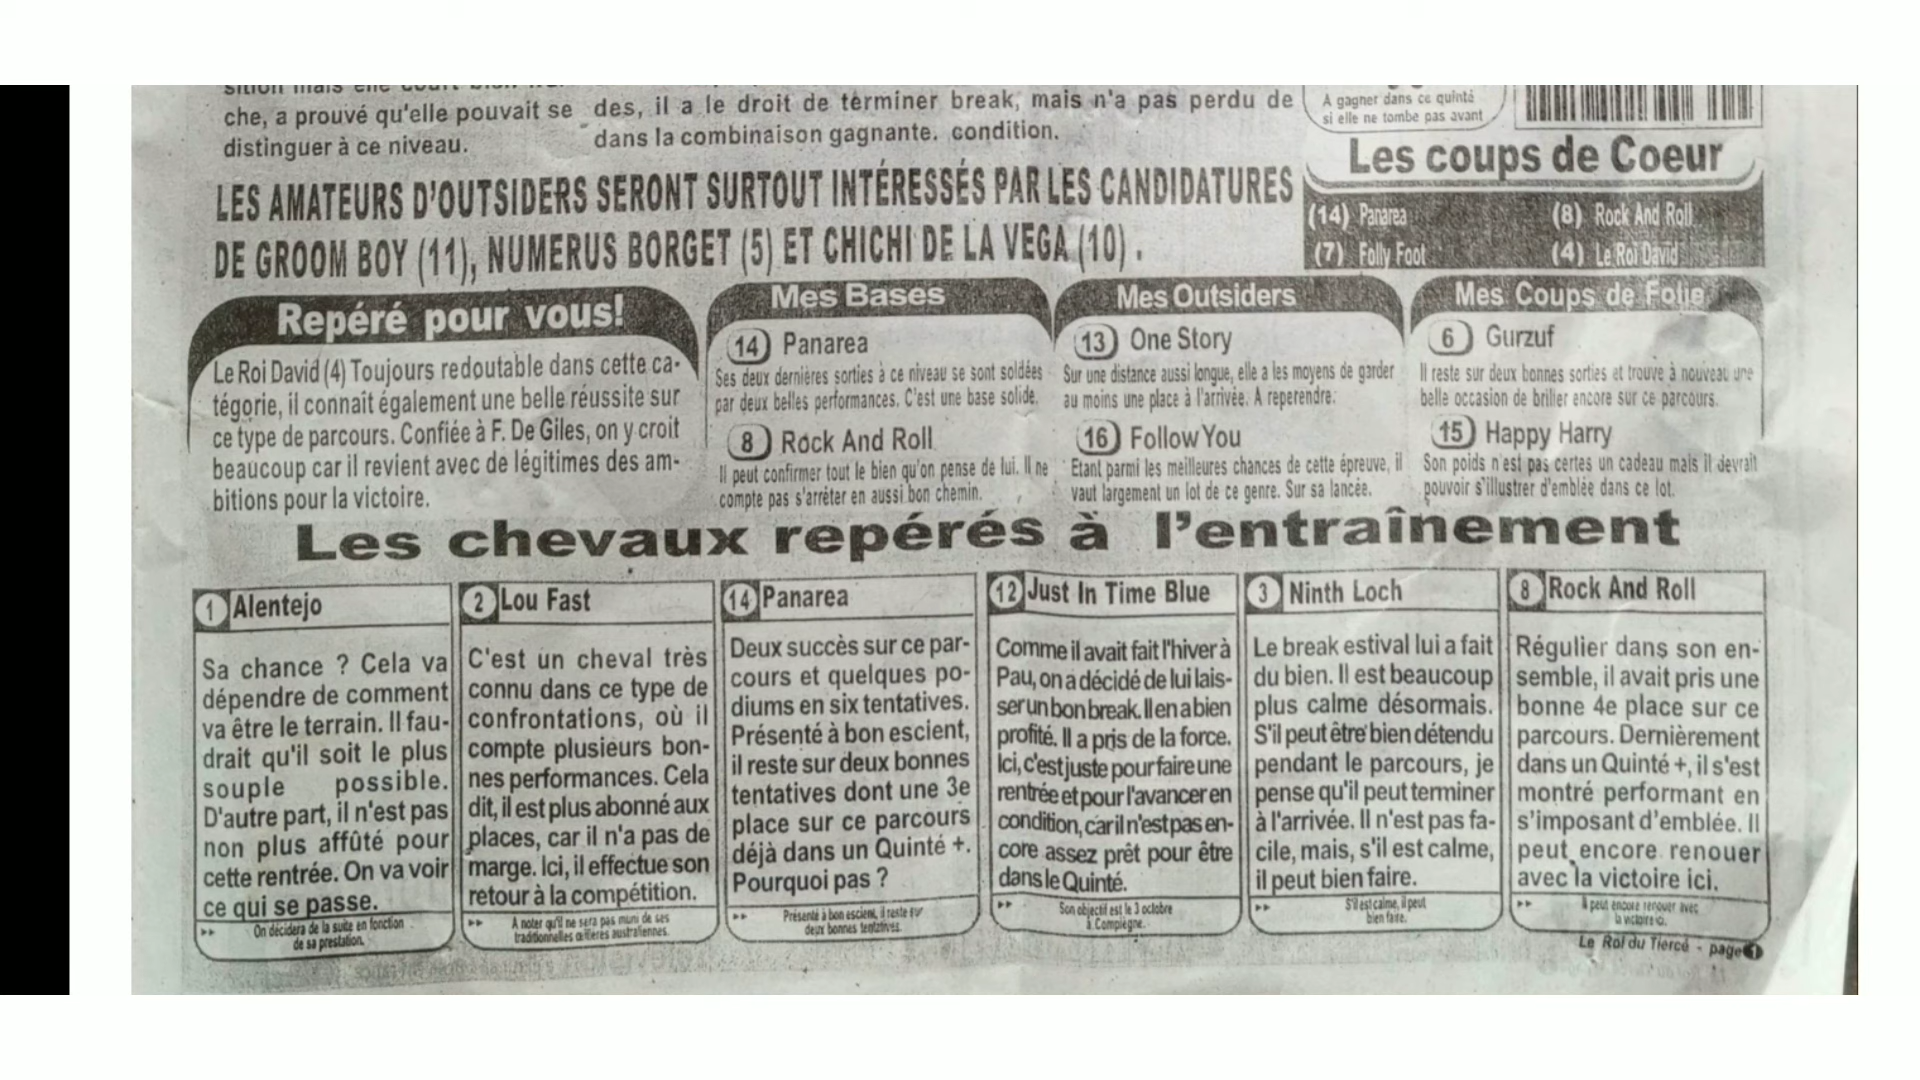 che, a prouvé qu'elle pouvait se
distinguer à ce niveau.
des, il a le droit de terminer
dans la combinaison gagnante.
break, mais n'a pas perdu de
condition.
A gagner dans ce quinté
si elle ne tombe pas avant
LES AMATEURS D'OUTSIDERS SERONT SURTOUT INTÉRESSÉS PAR LES CANDIDATURES
DE GROOM BOY (11), NUMERUS BORGET (5) ET CHICHI DE LA VEGA (10) .
Les coups de Coeur
(14) Panarea (8) Rock And Roll
(7) Folly Foot (4) Le Roi David
Repéré pour vous!
Le Roi David (4) Toujours redoutable dans cette ca-
tégorie, il connaît également une belle réussite sur
ce type de parcours. Confiée à F. De Giles, on y croit
beaucoup car il revient avec de légitimes des am-
bitions pour la victoire.
Mes Bases
14 Panarea
Ses deux dernières sorties à ce niveau se sont soldées
par deux belles performances. C'est une base solide.
8 Rock And Roll
Il peut confirmer tout le bien qu'on pense de lui. Il ne
compte pas s'arrêter en aussi bon chemin.
Mes Outsiders
13 One Story
Sur une distance aussi longue, elle a les moyens de garder
au moins une place à l'arrivée. A reperendre.
16 Follow You
Etant parmi les meilleures chances de cette épreuve, il
vaut largement un lot de ce genre. Sur sa lancée.
Mes Coups de Folie
6 Gurzuf
Il reste sur deux bonnes sorties et trouve à nouveau une
belle occasion de briller encore sur ce parcours.
15 Happy Harry
Son poids n'est pas certes un cadeau mais il devrait
pouvoir s'illustrer d'emblée dans ce lot.
Les chevaux repérés à l'entraînement
1 Alentejo
Sa chance ? Cela va
dépendre de comment
va être le terrain. Il fau-
drait qu'il soit le plus
souple possible.
D'autre part, il n'est pas
non plus affûté pour
cette rentrée. On va voir
ce qui se passe.
On décidera de la suite en fonction
de sa prestation.
2 Lou Fast
C'est un cheval très
connu dans ce type de
confrontations, où il
compte plusieurs bon-
nes performances. Cela
dit, il est plus abonné aux
places, car il n'a pas de
marge. Ici, il effectue son
retour à la compétition.
A noter qu'il ne sera pas muni de ses
traditionnelles œilleres australiennes.
14 Panarea
Deux succès sur ce par-
cours et quelques po-
diums en six tentatives.
Présenté à bon escient,
il reste sur deux bonnes
tentatives dont une 3e
place sur ce parcours
déjà dans un Quinté +.
Pourquoi pas ?
Présenté à bon escient, il reste sur
deux bonnes tentatives.
12 Just In Time Blue
Comme il avait fait l'hiver à
Pau, on a décidé de lui lais-
ser un bon break. Il en a bien
profité. Il a pris de la force.
Ici, c'est juste pour faire une
rentrée et pour l'avancer en
condition, car il n'est pas en-
core assez prêt pour être
dans le Quinté.
Son objectif est le 3 octobre
à Compiègne.
3 Ninth Loch
Le break estival lui a fait
du bien. Il est beaucoup
plus calme désormais.
S'il peut être bien détendu
pendant le parcours, je
pense qu'il peut terminer
à l'arrivée. Il n'est pas fa-
cile, mais, s'il est calme,
il peut bien faire.
S'il est calme, il peut
bien faire.
8 Rock And Roll
Régulier dans son en-
semble, il avait pris une
bonne 4e place sur ce
parcours. Dernièrement
dans un Quinté +, il s'est
montré performant en
s'imposant d'emblée. Il
peut encore renouer
avec la victoire ici.
Il peut encore renouer avec
la victoire ici.
Le Roi du Tiercé - page 1